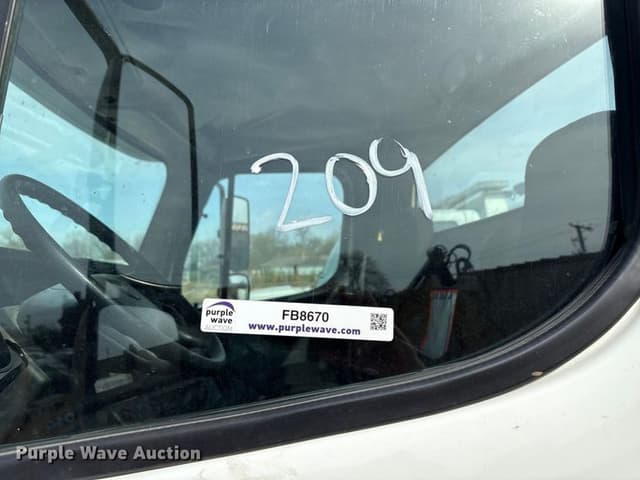 209
purple
wave
AUCTION
FB8670
www.purplewave.com
Purple Wave Auction